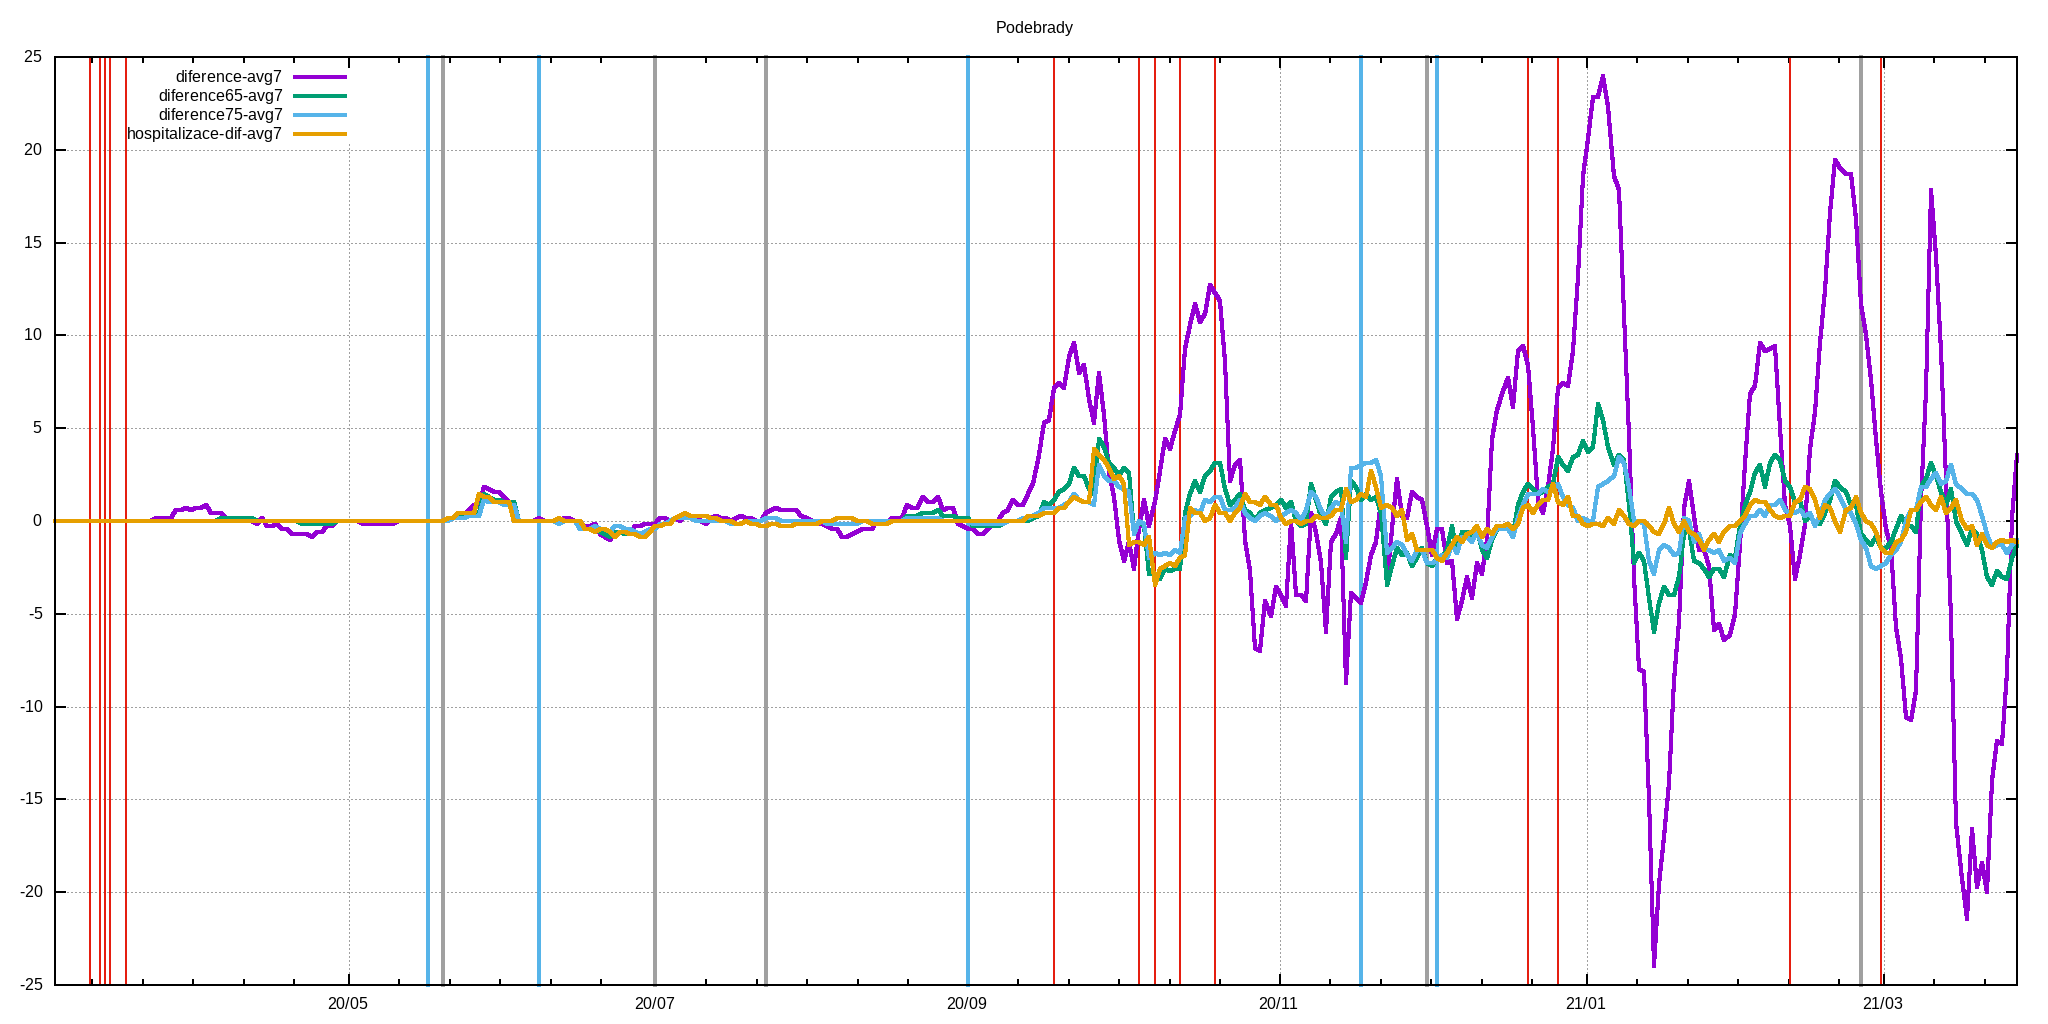 Podebrady
diference-avg7
diference65-avg7
diference75-avg7
hospitalizace-dif-avg7
25
20
15
10
5
0
-5
-10
-15
-20
-25
20/05 20/07 20/09 20/11 21/01 21/03